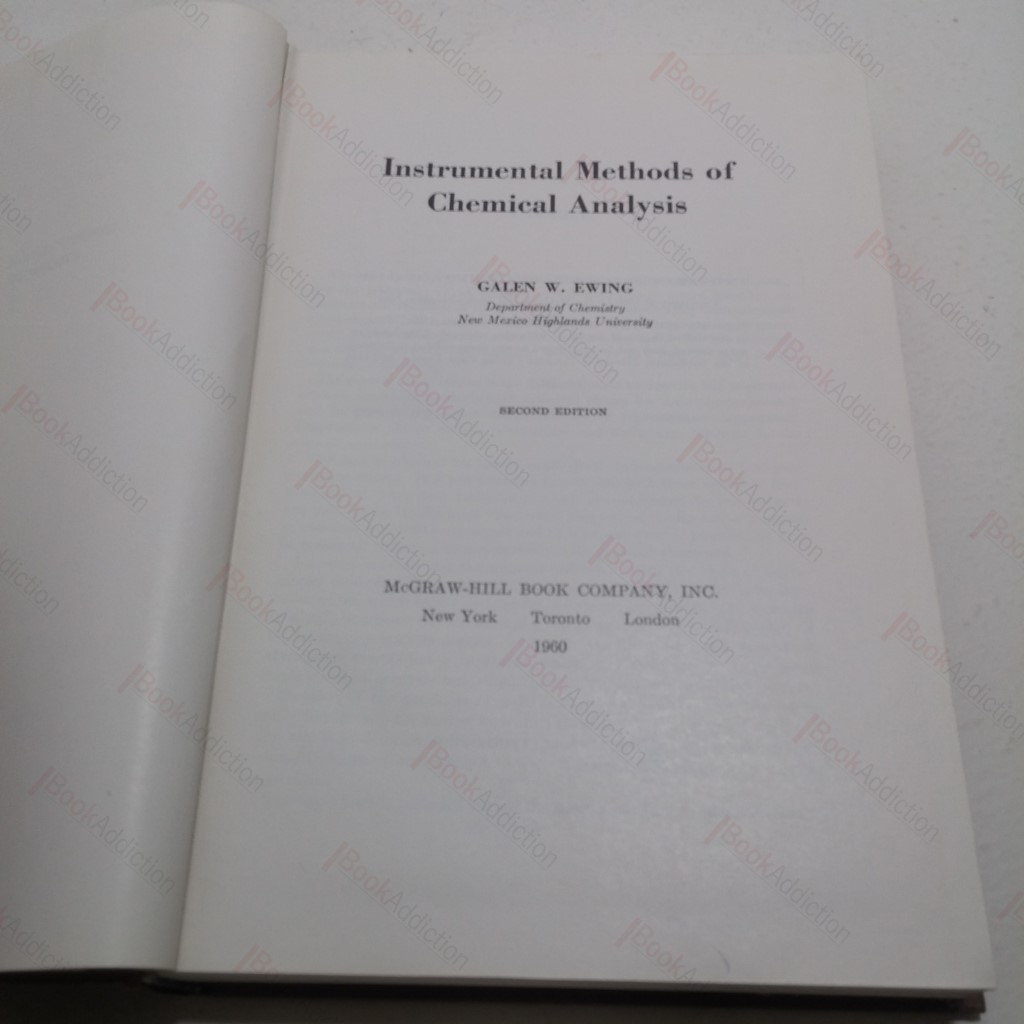 Instrumental Methods of
Chemical Analysis
GALEN W. EWING
Department of Chemistry
New Mexico Highlands University
SECOND EDITION
McGRAW-HILL BOOK COMPANY, INC.
New York Toronto London
1960
BookAddiction